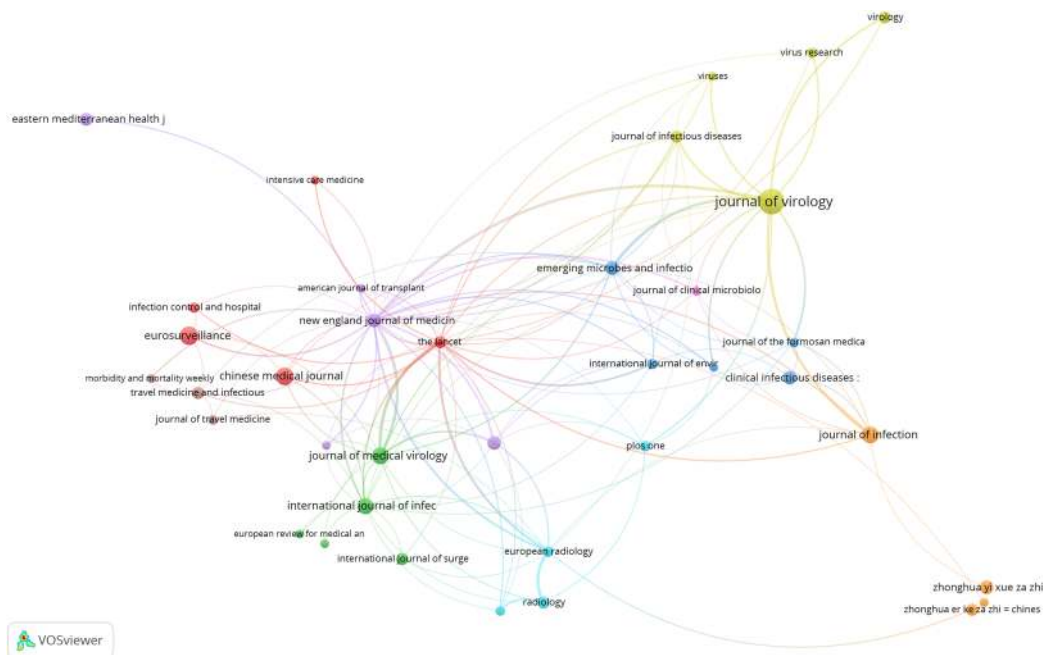 virology
virus research
viruses
eastern mediterranean health j
journal of infectious diseases
intensive care medicine
journal of virology
emerging microbes and infectio
american journal of transplant
journal of clinical microbiolo
infection control and hospital
new england journal of medicin
eurosurveillance
the lancet
journal of the formosan medica
international journal of envir
morbidity and mortality weekly
chinese medical journal
clinical infectious diseases :
travel medicine and infectious
journal of travel medicine
journal of infection
plos one
journal of medical virology
international journal of infec
european review for medical an
international journal of surge
european radiology
zhonghua yi xue za zhi
radiology
zhonghua er ke za zhi = chines
VOSviewer